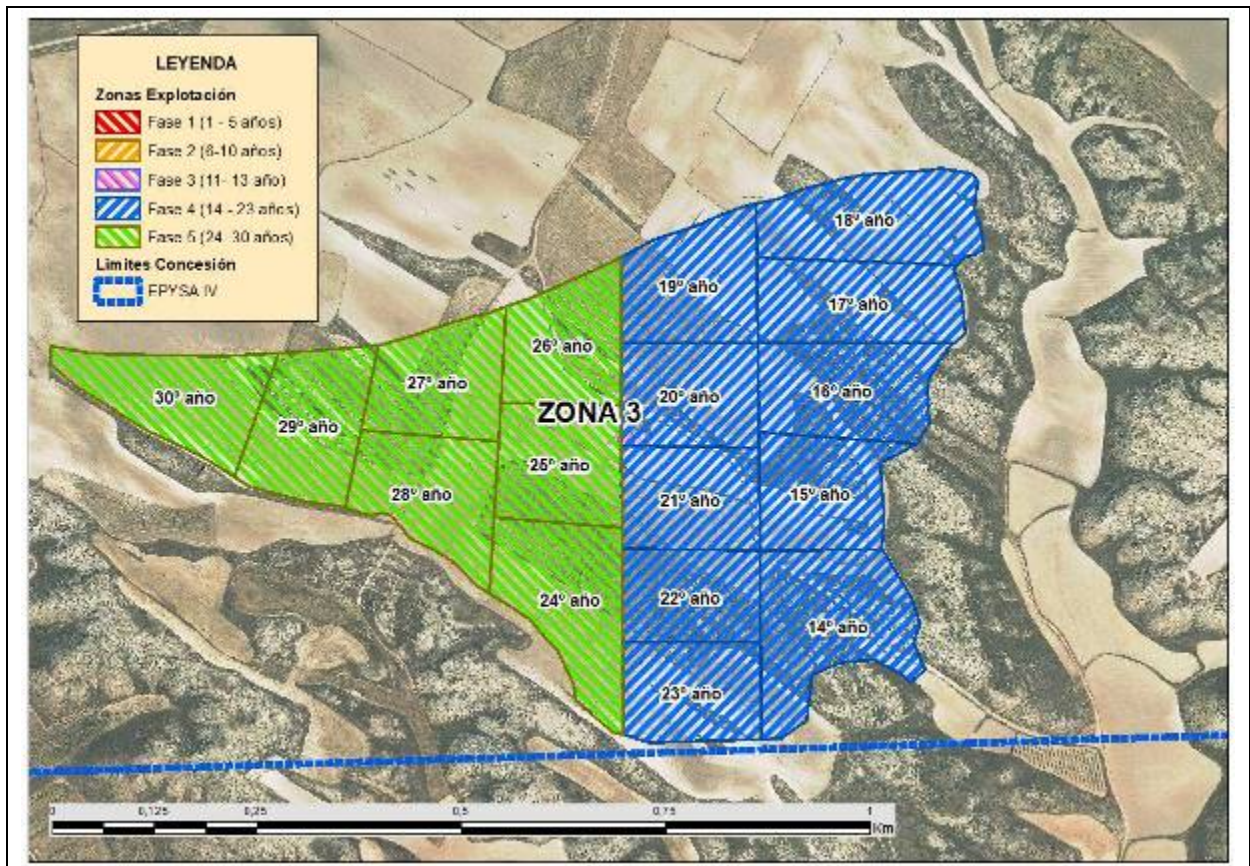 LEYENDA
Zonas Explotación
Fase 1 (1 - 5 años)
Fase 2 (6-10 años)
Fase 3 (11- 13 año)
Fase 4 (14 - 23 años)
Fase 5 (24- 30 años)
Limites Concesión
EPYSA IV
18º año
19º año
17º año
26º año
27º año
16º año
30º año
20º año
ZONA 3
29º año
25º año
28º año
21º año
15º año
24º año
22º año
14º año
23º año
0 0,125 0,25 0,5 0,75 1
Km